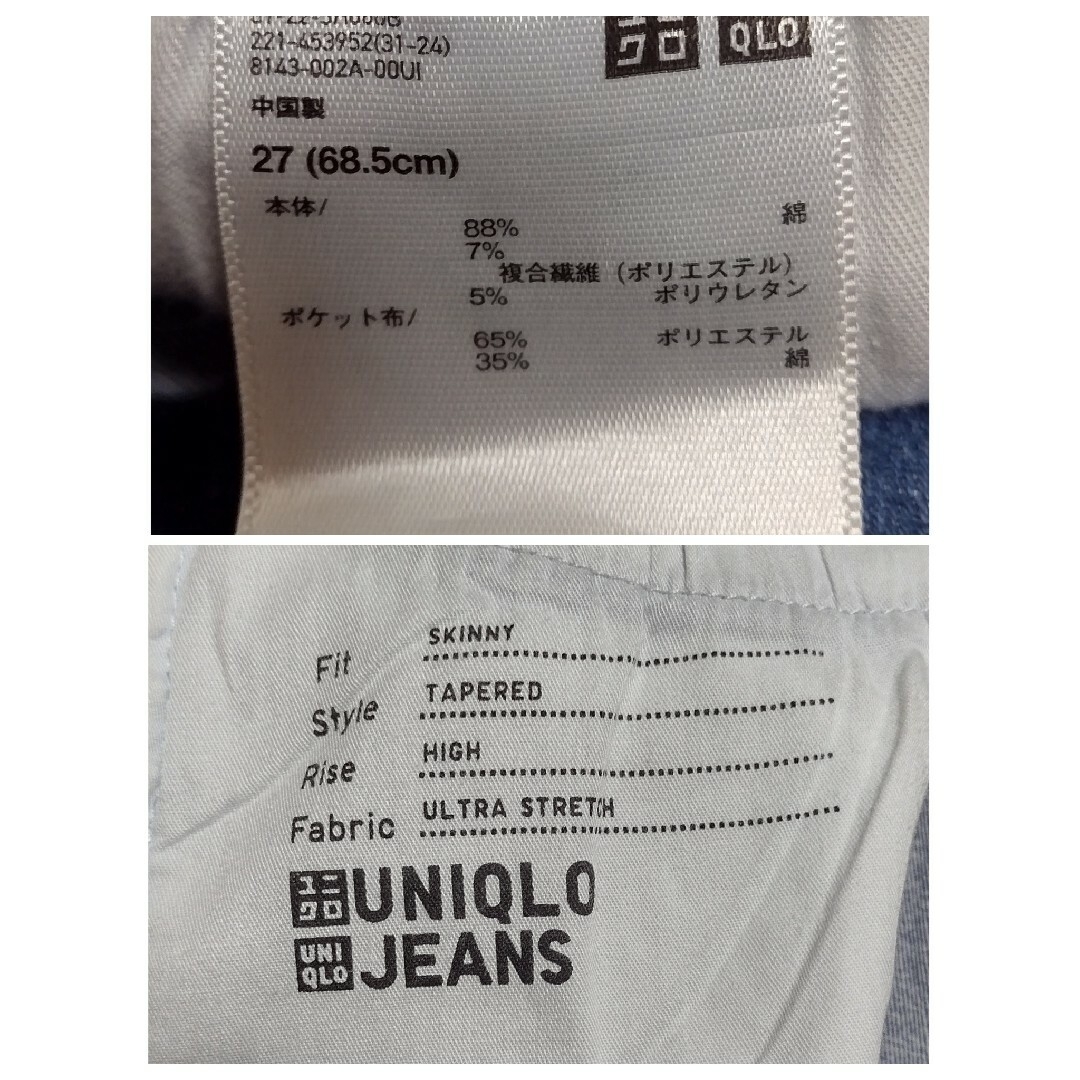 221-453952(31-24)
8143-002A-00UI
クロ QLO
中国製
27 (68.5cm)
本体/
88% 綿
7%
複合繊維 (ポリエステル)
5% ポリウレタン
ポケット布/
65% ポリエステル
35% 綿
Fit SKINNY
Style TAPERED
Rise HIGH
Fabric ULTRA STRETCH
ユニクロ UNIQLO
UNIQLO JEANS